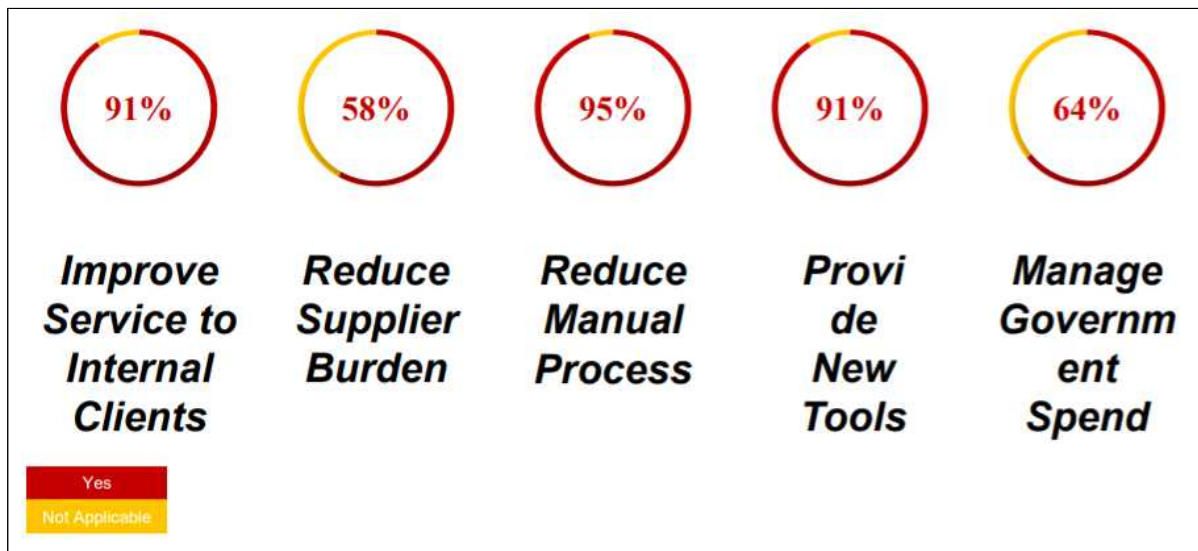 91%
58%
95%
91%
64%
Improve
Service to
Internal
Clients
Reduce
Supplier
Burden
Reduce
Manual
Process
Provi
de
New
Tools
Manage
Governm
ent
Spend
Yes
Not Applicable